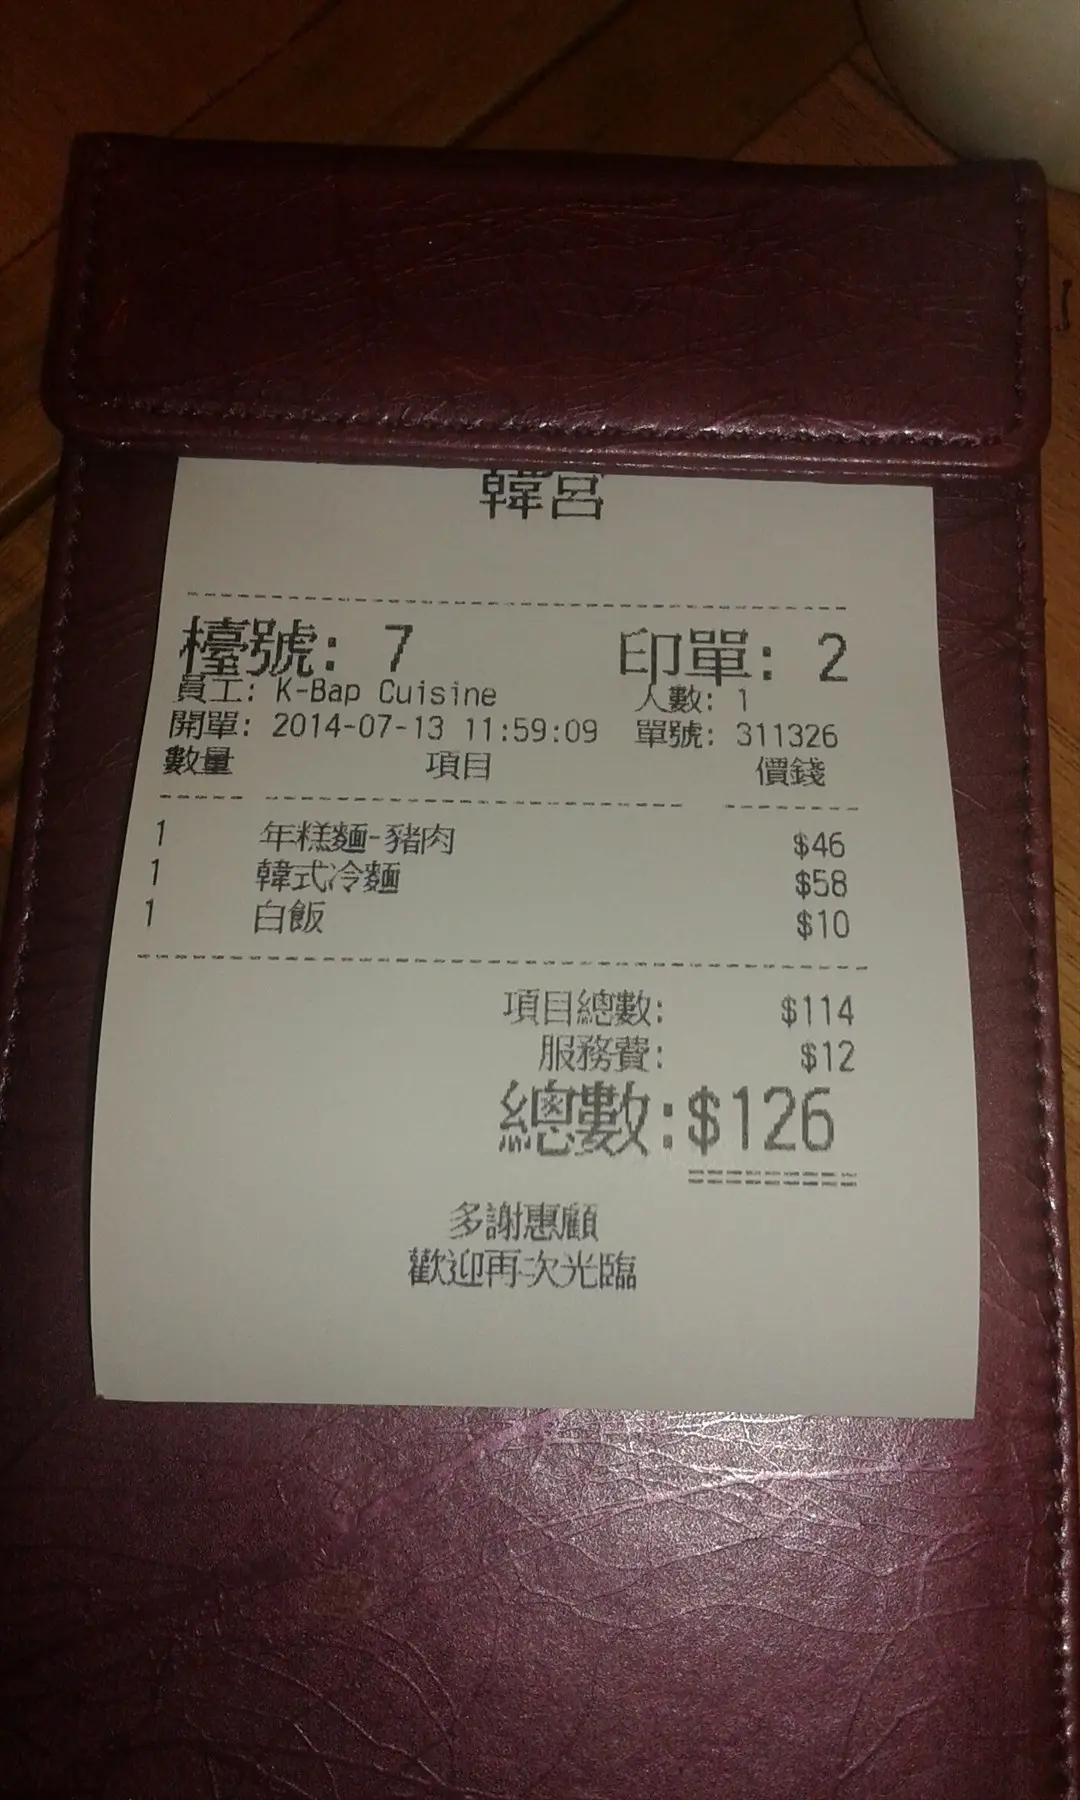 韓宮
檯號: 7 印單: 2
員工: K-Bap Cuisine 人數: 1
開單: 2014-07-13 11:59:09 單號: 311326
數量 項目 價錢
1 年糕麵-豬肉 $46
1 韓式冷麵 $58
1 白飯 $10
項目總數: $114
服務費: $12
總數:$126
多謝惠顧
歡迎再次光臨